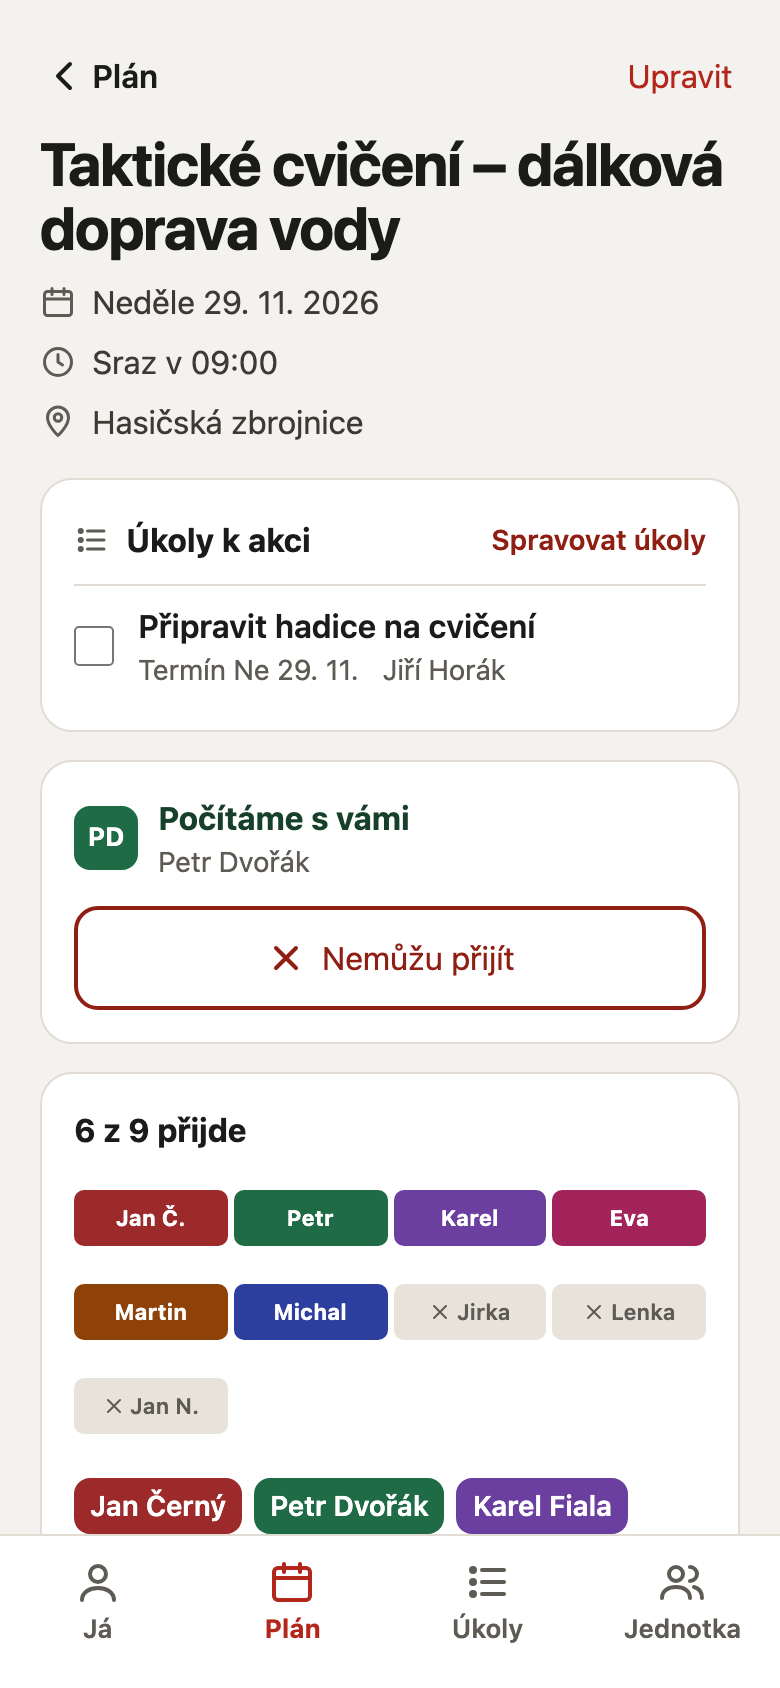 Plán
Upravit
Taktické cvičení – dálková
doprava vody
Neděle 29. 11. 2026
Sraz v 09:00
Hasičská zbrojnice
Úkoly k akci
Spravovat úkoly
Připravit hadice na cvičení
Termín Ne 29. 11. Jiří Horák
PD
Počítáme s vámi
Petr Dvořák
Nemůžu přijít
6 z 9 přijde
Jan Č. Petr Karel Eva
Martin Michal Jirka Lenka
Jan N.
Jan Černý Petr Dvořák Karel Fiala
Já Plán Úkoly Jednotka